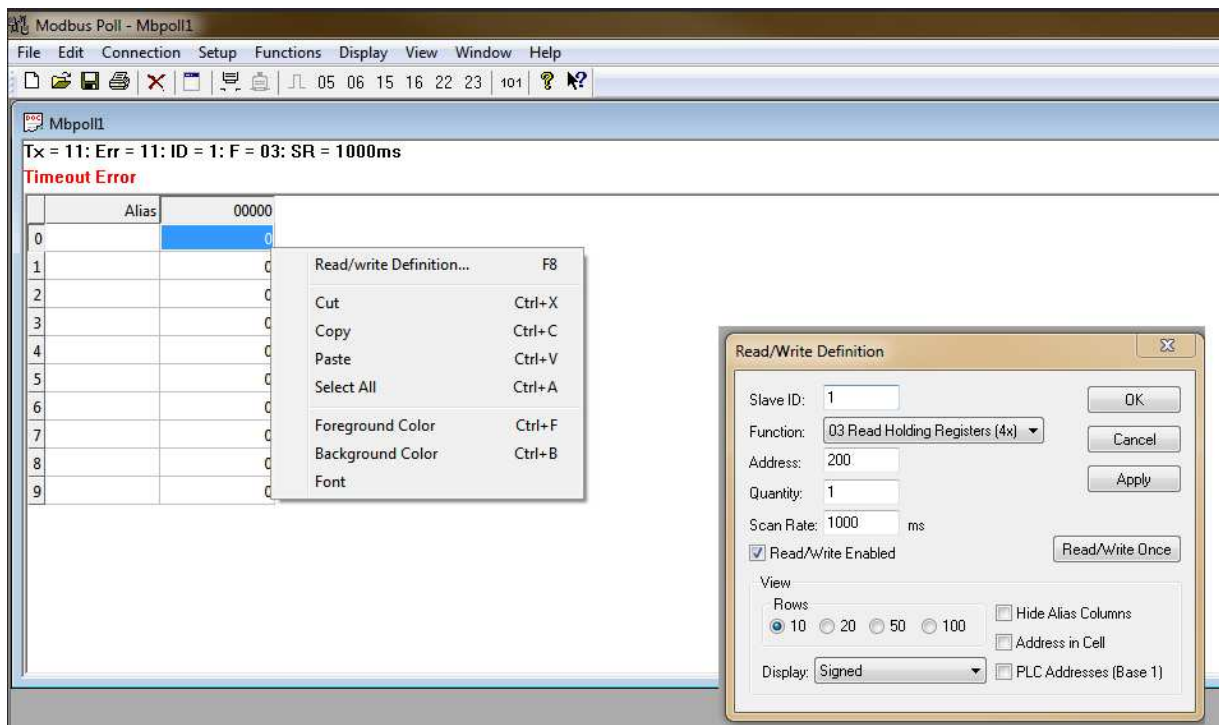 Modbus Poll - Mbpoll1
File Edit Connection Setup Functions Display View Window Help
05 06 15 16 22 23 101
Mbpoll1
Tx = 11: Err = 11: ID = 1: F = 03: SR = 1000ms
Timeout Error
Alias 00000
0 0
1 0
2 0
3 0
4 0
5 0
6 0
7 0
8 0
9 0
Read/write Definition... F8
Cut Ctrl+X
Copy Ctrl+C
Paste Ctrl+V
Select All Ctrl+A
Foreground Color Ctrl+F
Background Color Ctrl+B
Font
Read/Write Definition
Slave ID: 1 OK
Function: 03 Read Holding Registers (4x) Cancel
Address: 200
Apply
Quantity: 1
Scan Rate: 1000 ms
Read/Write Enabled Read/Write Once
View
Rows
10 20 50 100
Hide Alias Columns
Address in Cell
Display: Signed PLC Addresses (Base 1)